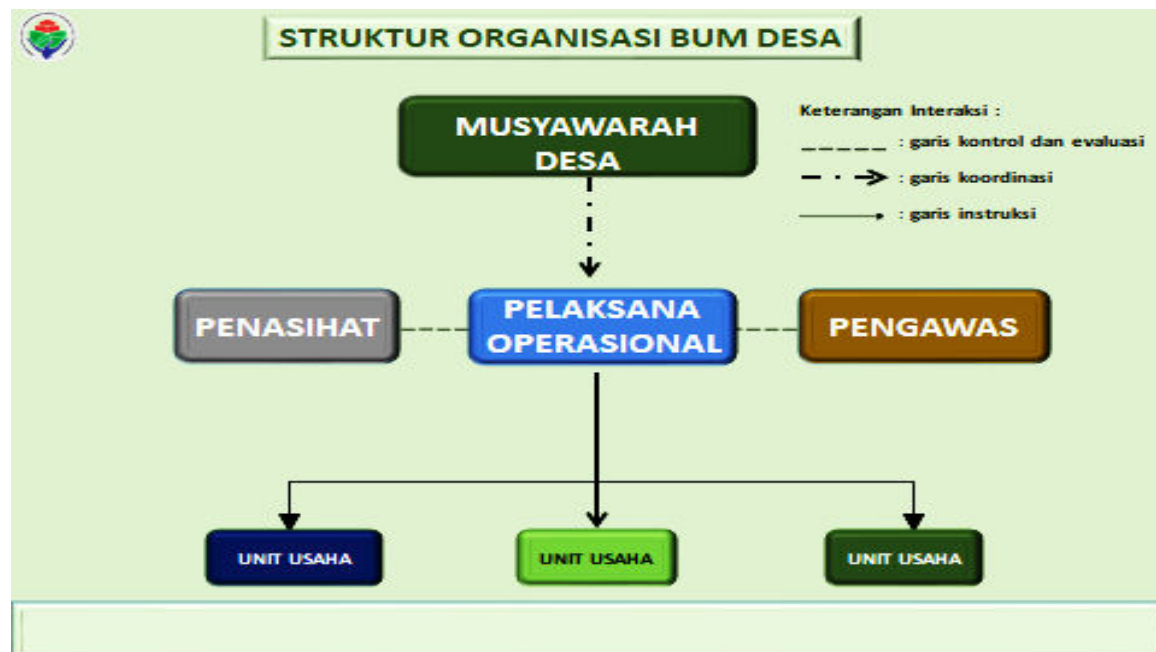 STRUKTUR ORGANISASI BUM DESA
MUSYAWARAH
DESA
Keterangan Interaksi :
: garis kontrol dan evaluasi
: garis koordinasi
: garis instruksi
PENASIHAT
PELAKSANA
OPERASIONAL
PENGAWAS
UNIT USAHA
UNIT USAHA
UNIT USAHA